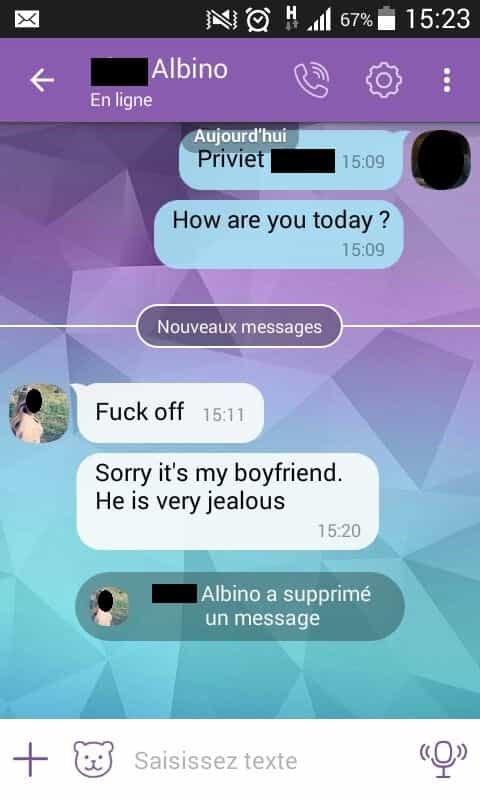 H 67% 15:23
Albino
En ligne
Aujourd'hui
Priviet 15:09
How are you today ?
15:09
Nouveaux messages
Fuck off 15:11
Sorry it's my boyfriend.
He is very jealous
15:20
Albino a supprimé
un message
Saisissez texte